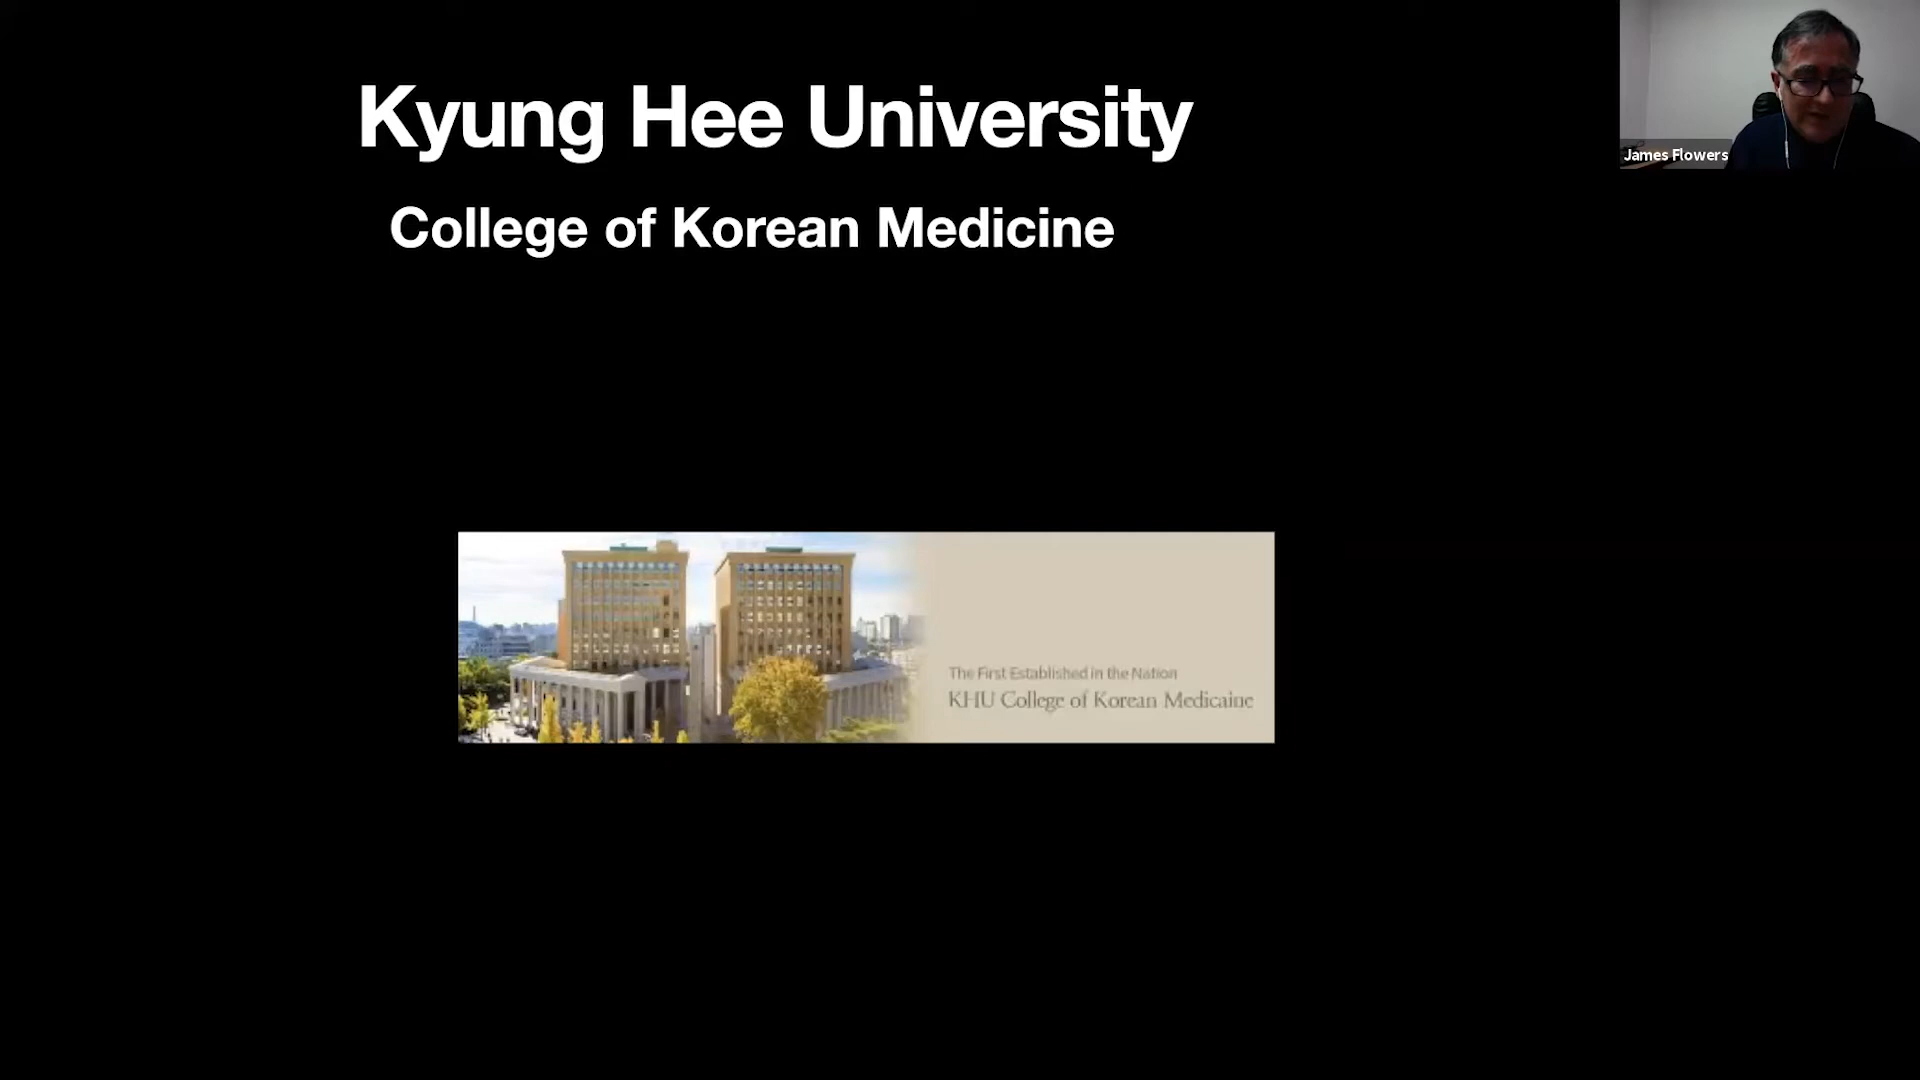 Kyung Hee University
College of Korean Medicine
James Flowers
The First Established in the Nation
KHU College of Korean Medicaine